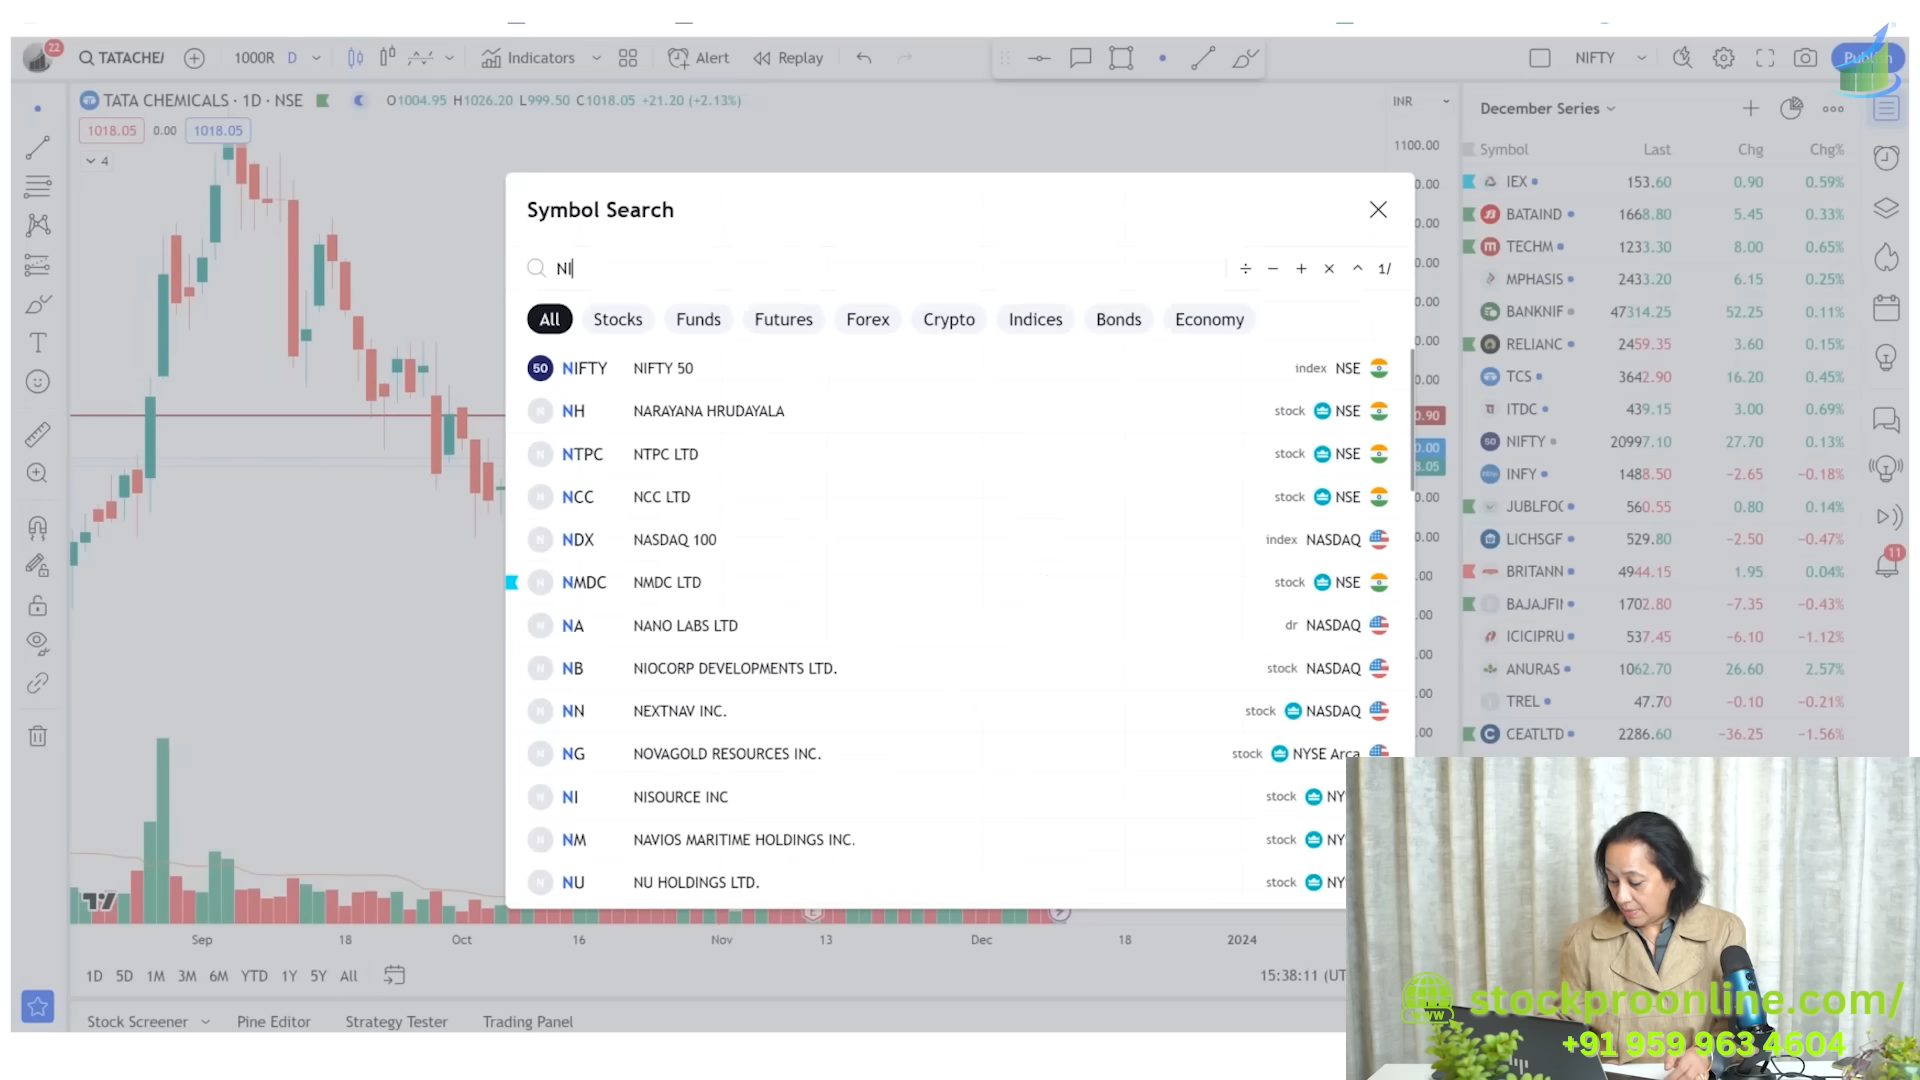 22
TATACHE/
1000R D
Indicators
Alert
Replay
NIFTY
Publish
TATA CHEMICALS · 1D · NSE
O1004.95 H1026.20 L999.50 C1018.05 +21.20 (+2.13%)
1018.05 0.00 1018.05
4
INR
1100.00
Symbol Search
NI
÷ − + × ^ 1/
All Stocks Funds Futures Forex Crypto Indices Bonds Economy
50 NIFTY NIFTY 50 index NSE
N NH NARAYANA HRUDAYALA stock NSE
N NTPC NTPC LTD stock NSE
N NCC NCC LTD stock NSE
N NDX NASDAQ 100 index NASDAQ
N NMDC NMDC LTD stock NSE
N NA NANO LABS LTD dr NASDAQ
N NB NIOCORP DEVELOPMENTS LTD. stock NASDAQ
N NN NEXTNAV INC. stock NASDAQ
N NG NOVAGOLD RESOURCES INC. stock NYSE Arca
N NI NISOURCE INC stock NY
N NM NAVIOS MARITIME HOLDINGS INC. stock NY
N NU NU HOLDINGS LTD. stock NY
December Series
Symbol Last Chg Chg%
IEX 153.60 0.90 0.59%
BATAIND 1668.80 5.45 0.33%
TECHM 1233.30 8.00 0.65%
MPHASIS 2433.20 6.15 0.25%
BANKNIF 47314.25 52.25 0.11%
RELIANC 2459.35 3.60 0.15%
TCS 3642.90 16.20 0.45%
ITDC 439.15 3.00 0.69%
50 NIFTY 20997.10 27.70 0.13%
INFY 1488.50 −2.65 −0.18%
JUBLFOC 560.55 0.80 0.14%
LICHSGF 529.80 −2.50 −0.47%
BRITANN 4944.15 1.95 0.04%
BAJAJFII 1702.80 −7.35 −0.43%
ICICIPRU 537.45 −6.10 −1.12%
ANURAS 1062.70 26.60 2.57%
TREL 47.70 −0.10 −0.21%
CEATLTD 2286.60 −36.25 −1.56%
11
Sep 18 Oct 16 Nov 13 Dec 18 2024
1D 5D 1M 3M 6M YTD 1Y 5Y All
15:38:11 (UT
Stock Screener Pine Editor Strategy Tester Trading Panel
www
stockproonline.com/
+91 959 963 4604
hp